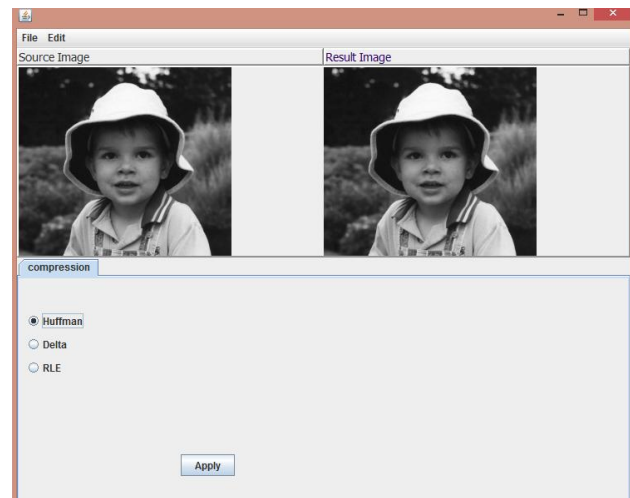 File Edit
Source Image Result Image
compression
Huffman
Delta
RLE
Apply